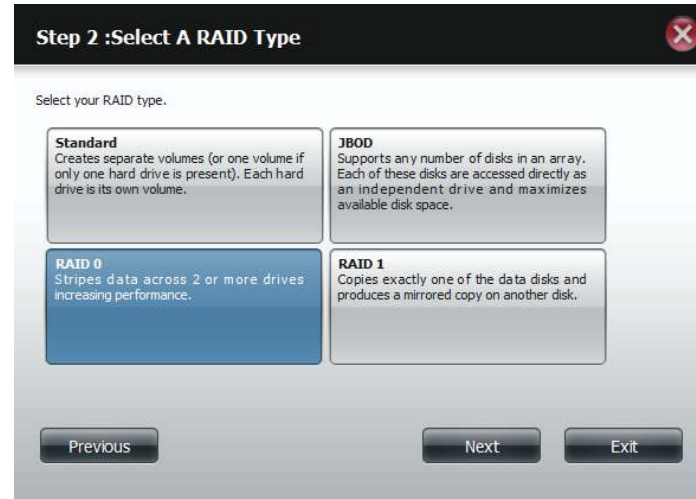 Step 2 :Select A RAID Type
Select your RAID type.
Standard
Creates separate volumes (or one volume if
only one hard drive is present). Each hard
drive is its own volume.
JBOD
Supports any number of disks in an array.
Each of these disks are accessed directly as
an independent drive and maximizes
available disk space.
RAID 0
Stripes data across 2 or more drives
increasing performance.
RAID 1
Copies exactly one of the data disks and
produces a mirrored copy on another disk.
Previous
Next
Exit